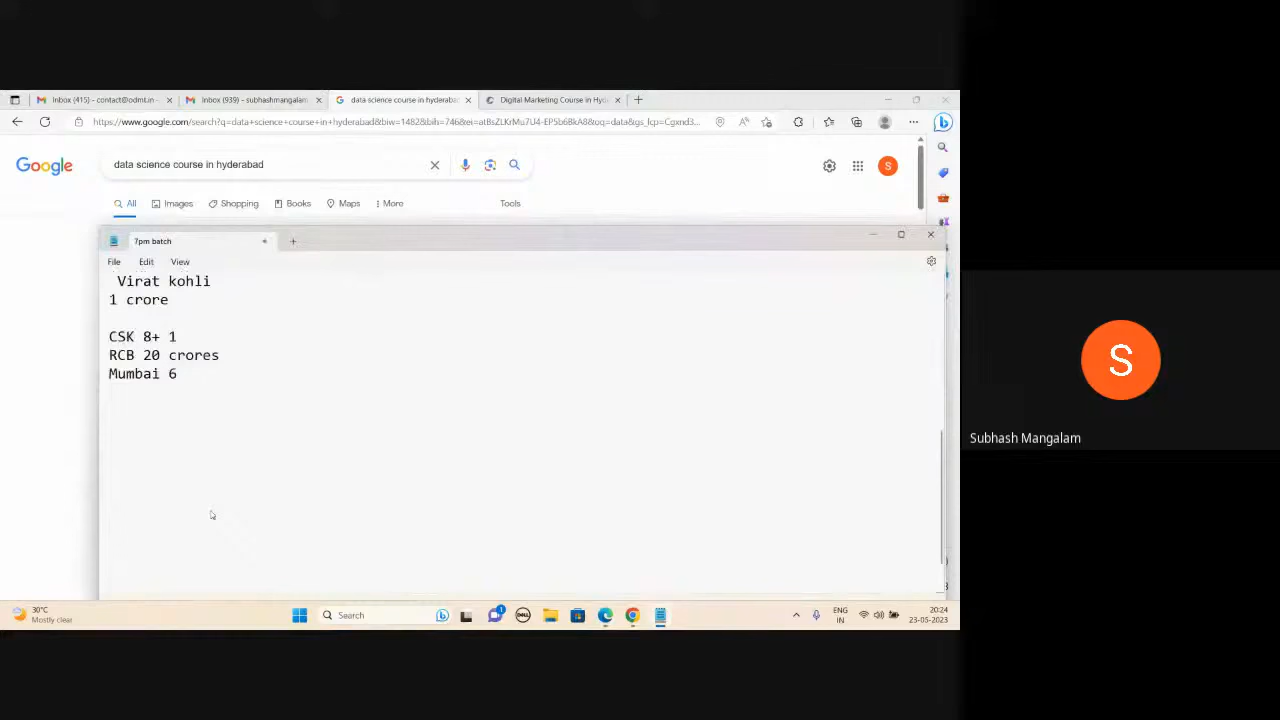 Inbox (415) - contact@odmt.in -
Inbox (939) - subhashmangalam
data science course in hyderabad
Digital Marketing Course in Hyd
Google
data science course in hyderabad
S
All
Images
Shopping
Books
Maps
More
Tools
7pm batch
File
Edit
View
Virat kohli
1 crore
CSK 8+ 1
RCB 20 crores
Mumbai 6
S
Subhash Mangalam
30°C
Mostly clear
Search
1
DELL
ENG
IN
20:24
23-05-2023